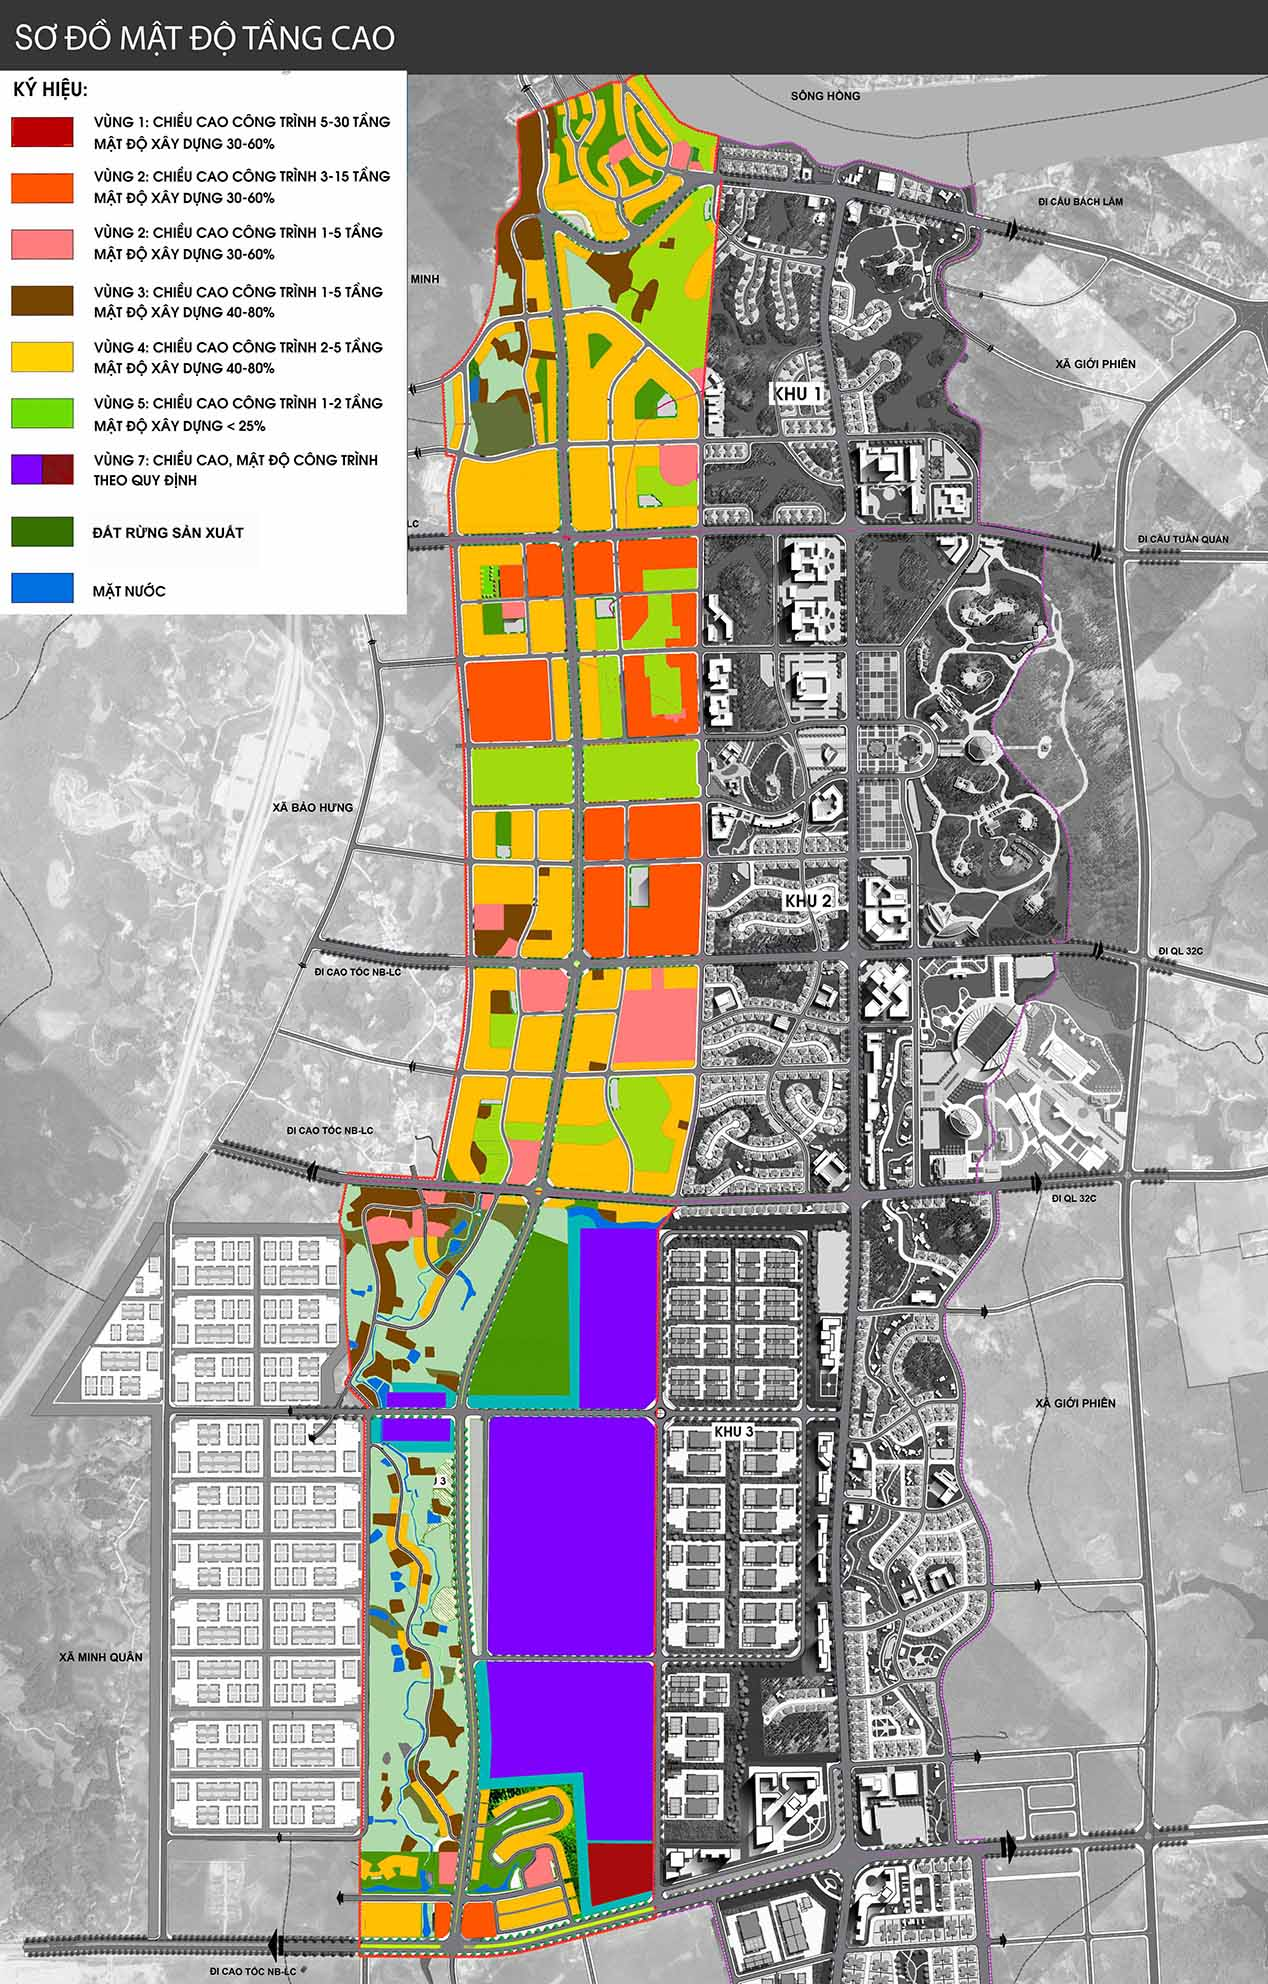 SƠ ĐỒ MẬT ĐỘ TẦNG CAO
KÝ HIỆU:
VÙNG 1: CHIỀU CAO CÔNG TRÌNH 5-30 TẦNG
MẬT ĐỘ XÂY DỰNG 30-60%
VÙNG 2: CHIỀU CAO CÔNG TRÌNH 3-15 TẦNG
MẬT ĐỘ XÂY DỰNG 30-60%
VÙNG 2: CHIỀU CAO CÔNG TRÌNH 1-5 TẦNG
MẬT ĐỘ XÂY DỰNG 30-60%
VÙNG 3: CHIỀU CAO CÔNG TRÌNH 1-5 TẦNG
MẬT ĐỘ XÂY DỰNG 40-80%
VÙNG 4: CHIỀU CAO CÔNG TRÌNH 2-5 TẦNG
MẬT ĐỘ XÂY DỰNG 40-80%
VÙNG 5: CHIỀU CAO CÔNG TRÌNH 1-2 TẦNG
MẬT ĐỘ XÂY DỰNG < 25%
VÙNG 7: CHIỀU CAO, MẬT ĐỘ CÔNG TRÌNH
THEO QUY ĐỊNH
ĐẤT RỪNG SẢN XUẤT
MẶT NƯỚC
SÔNG HỒNG
ĐI CẦU BÁCH LẪM
MINH
XÃ GIỚI PHIÊN
KHU 1
LC
ĐI CẦU TUẦN QUÁN
XÃ BẢO HƯNG
KHU 2
ĐI QL 32C
ĐI CAO TỐC NB-LC
ĐI CAO TỐC NB-LC
ĐI QL 32C
XÃ GIỚI PHIÊN
KHU 3
3
XÃ MINH QUÂN
ĐI CAO TỐC NB-LC